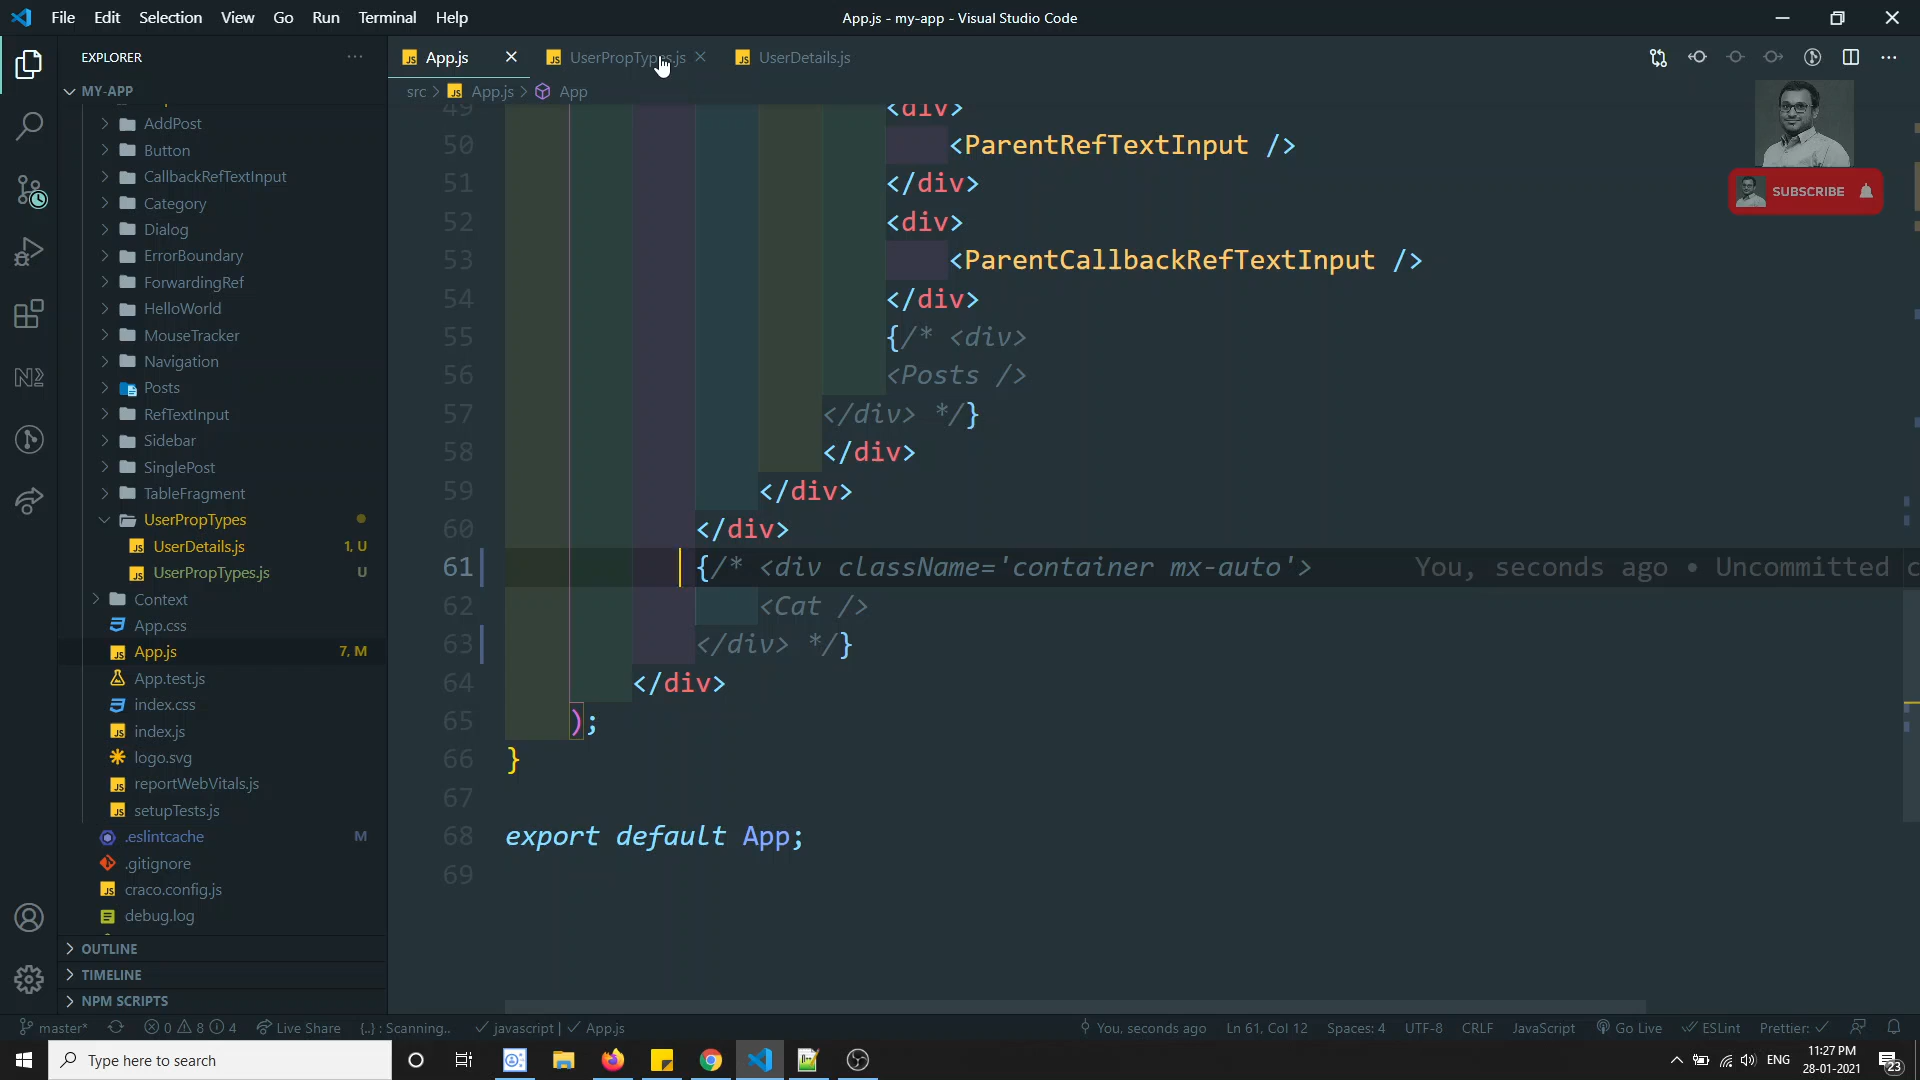 File Edit Selection View Go Run Terminal Help
App.js - my-app - Visual Studio Code
EXPLORER
App.js
UserPropTypes.js
UserDetails.js
src > App.js > App
MY-APP
AddPost
Button
CallbackRefTextInput
Category
Dialog
ErrorBoundary
ForwardingRef
HelloWorld
MouseTracker
Navigation
Posts
RefTextInput
Sidebar
SinglePost
TableFragment
UserPropTypes
UserDetails.js 1, U
UserPropTypes.js U
Context
App.css
App.js 7, M
App.test.js
index.css
index.js
logo.svg
reportWebVitals.js
setupTests.js
.eslintcache M
.gitignore
craco.config.js
debug.log
OUTLINE
TIMELINE
NPM SCRIPTS
49 <div>
50 <ParentRefTextInput />
51 </div>
52 <div>
53 <ParentCallbackRefTextInput />
54 </div>
55 {/* <div>
56 <Posts />
57 </div> */}
58 </div>
59 </div>
60 </div>
61 {/* <div className='container mx-auto'> You, seconds ago • Uncommitted c
62 <Cat />
63 </div> */}
64 </div>
65 );
66 }
67
68 export default App;
69
SUBSCRIBE
master* 0 8 4 Live Share {..} : Scanning.. javascript | App.js
You, seconds ago Ln 61, Col 12 Spaces: 4 UTF-8 CRLF JavaScript Go Live ESLint Prettier:
Type here to search
ENG
11:27 PM
28-01-2021
23